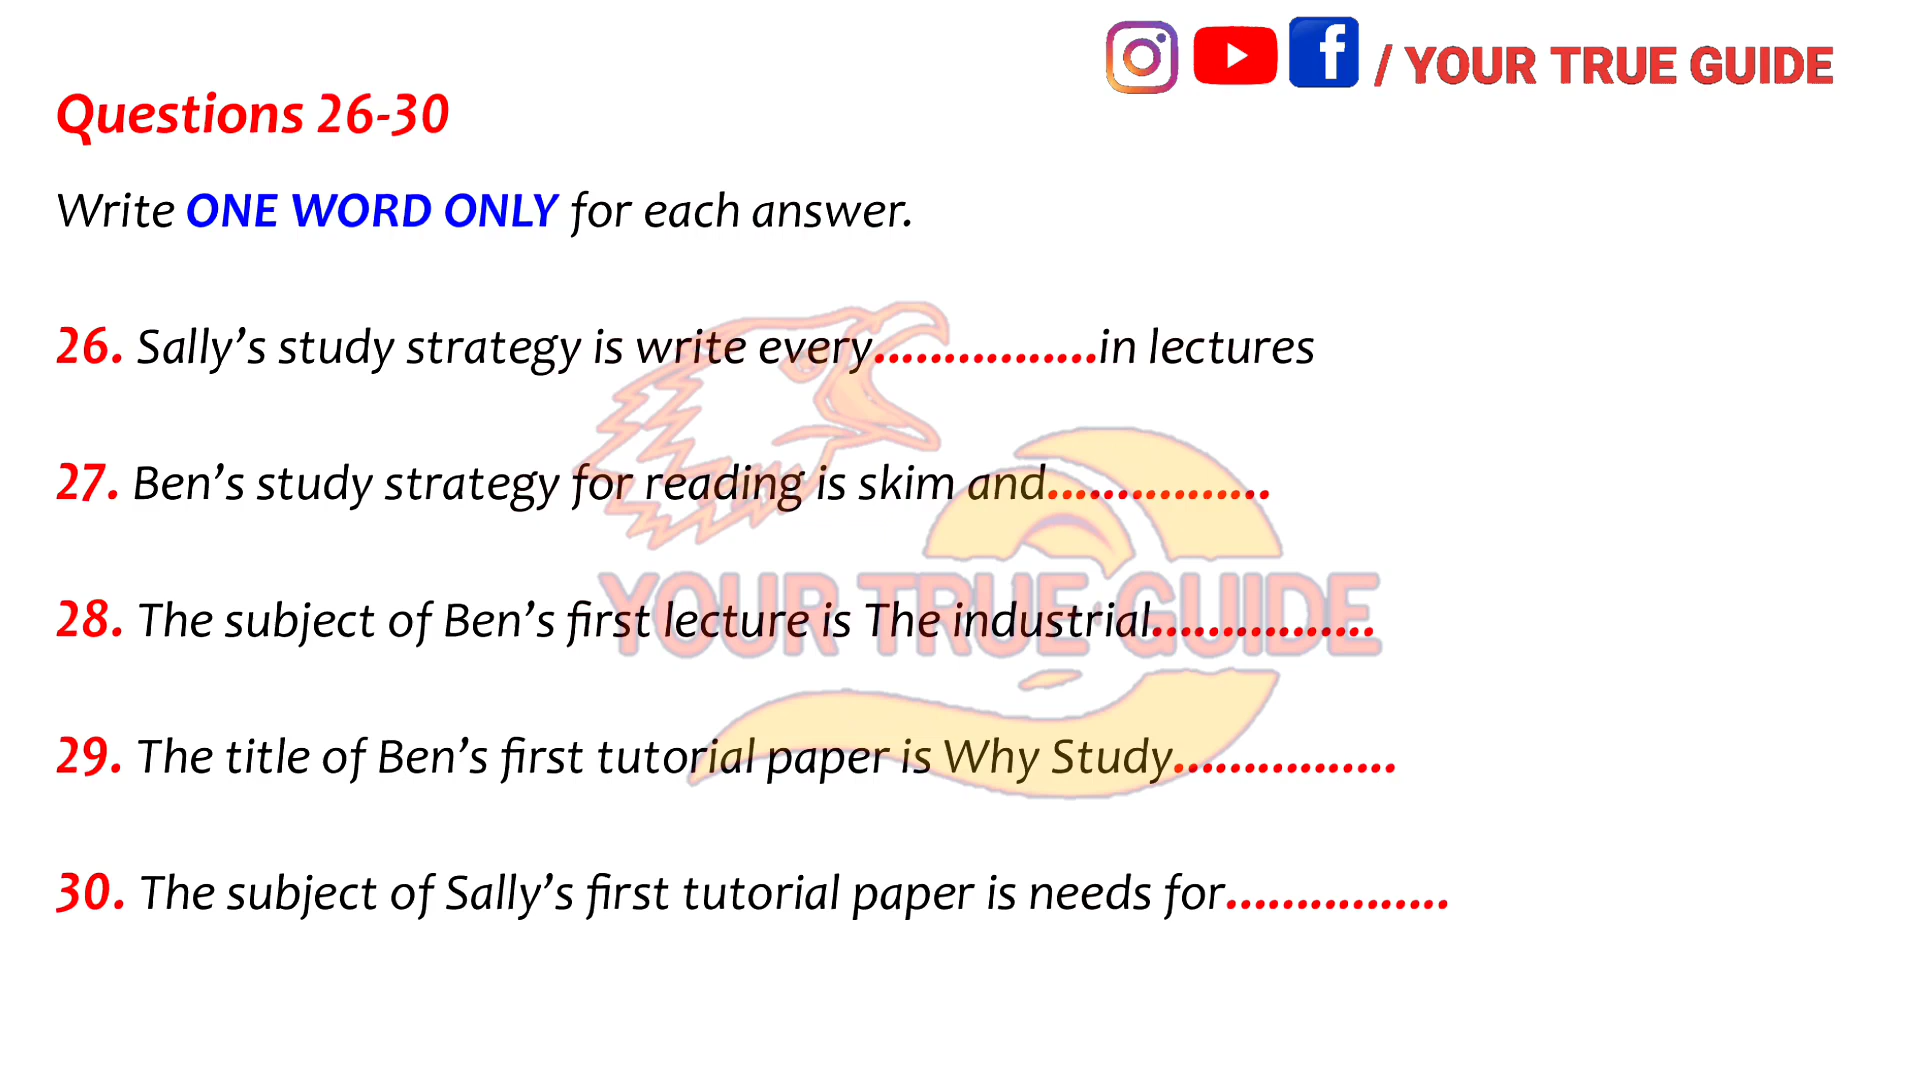 / YOUR TRUE GUIDE
Questions 26-30
Write ONE WORD ONLY for each answer.
26. Sally’s study strategy is write every................in lectures
27. Ben’s study strategy for reading is skim and................
28. The subject of Ben’s first lecture is The industrial................
YOUR TRUE GUIDE
29. The title of Ben’s first tutorial paper is Why Study................
30. The subject of Sally’s first tutorial paper is needs for................